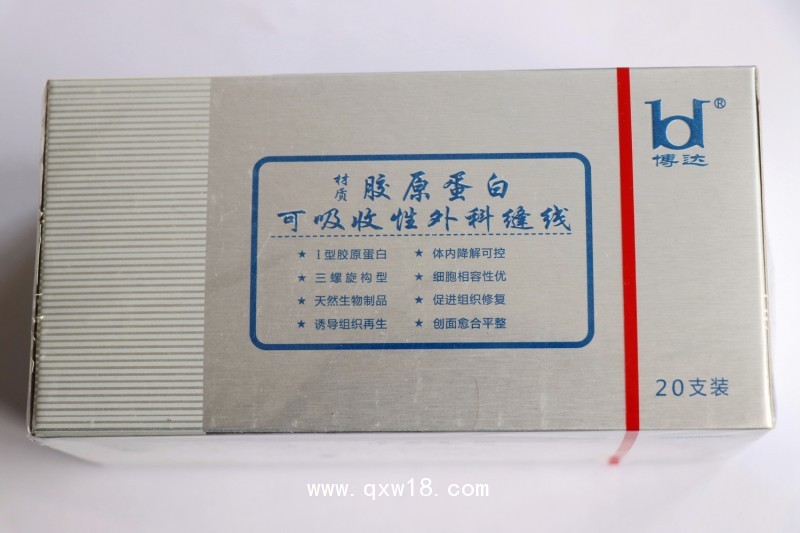 bd®
博达
材质 胶原蛋白
可吸收性外科缝线
★ I型胶原蛋白 ★ 体内降解可控
★ 三螺旋构型 ★ 细胞相容性优
★ 天然生物制品 ★ 促进组织修复
★ 诱导组织再生 ★ 创面愈合平整
20支装
www.qxw18.com